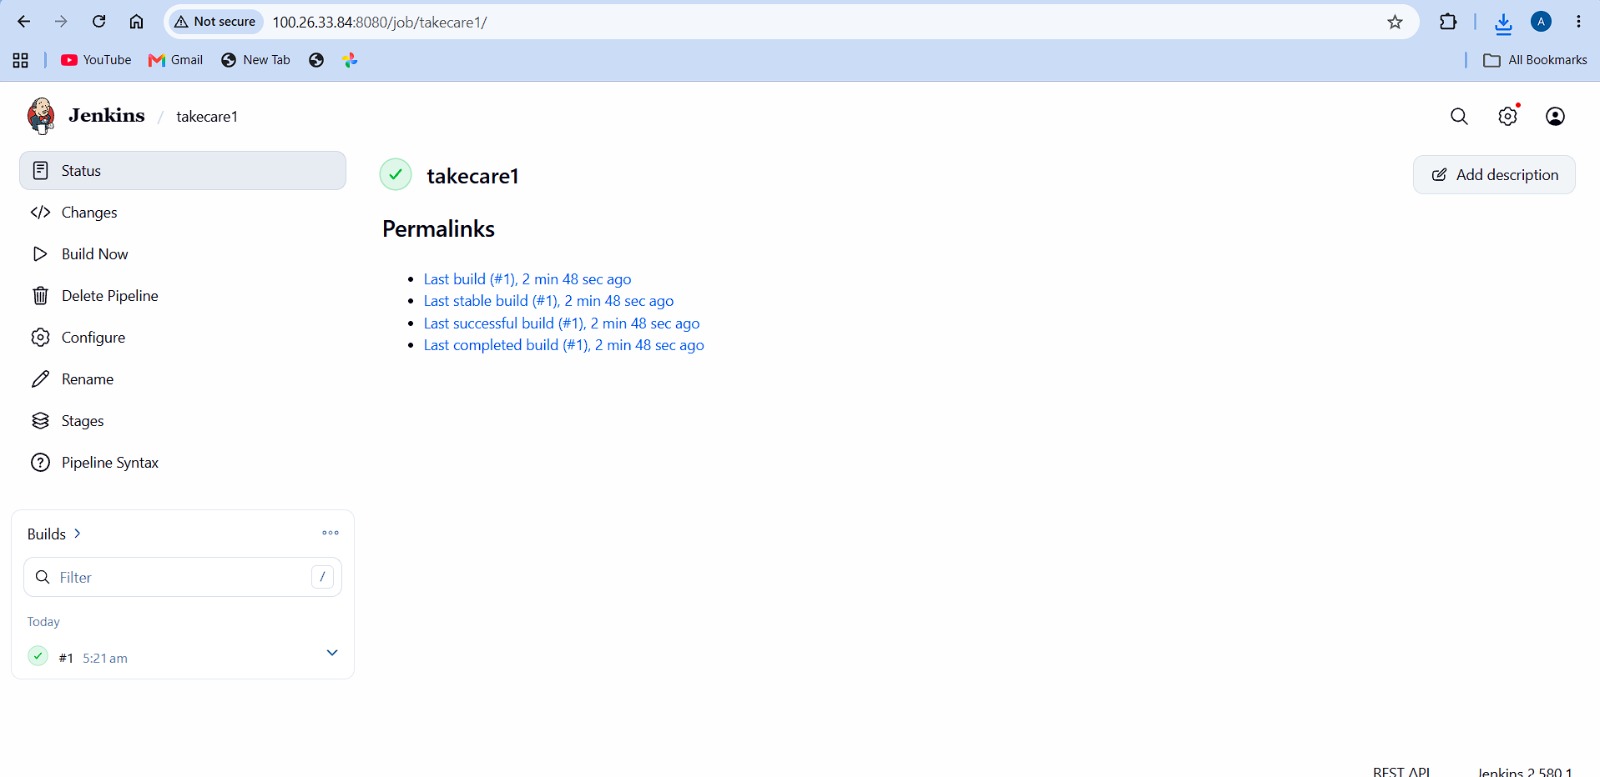 Not secure 100.26.33.84:8080/job/takecare1/
A
YouTube Gmail New Tab All Bookmarks
Jenkins / takecare1
Status
Changes
Build Now
Delete Pipeline
Configure
Rename
Stages
Pipeline Syntax
Builds
Filter /
Today
#1 5:21 am
takecare1
Add description
Permalinks
Last build (#1), 2 min 48 sec ago
Last stable build (#1), 2 min 48 sec ago
Last successful build (#1), 2 min 48 sec ago
Last completed build (#1), 2 min 48 sec ago
REST API Jenkins 2.580.1